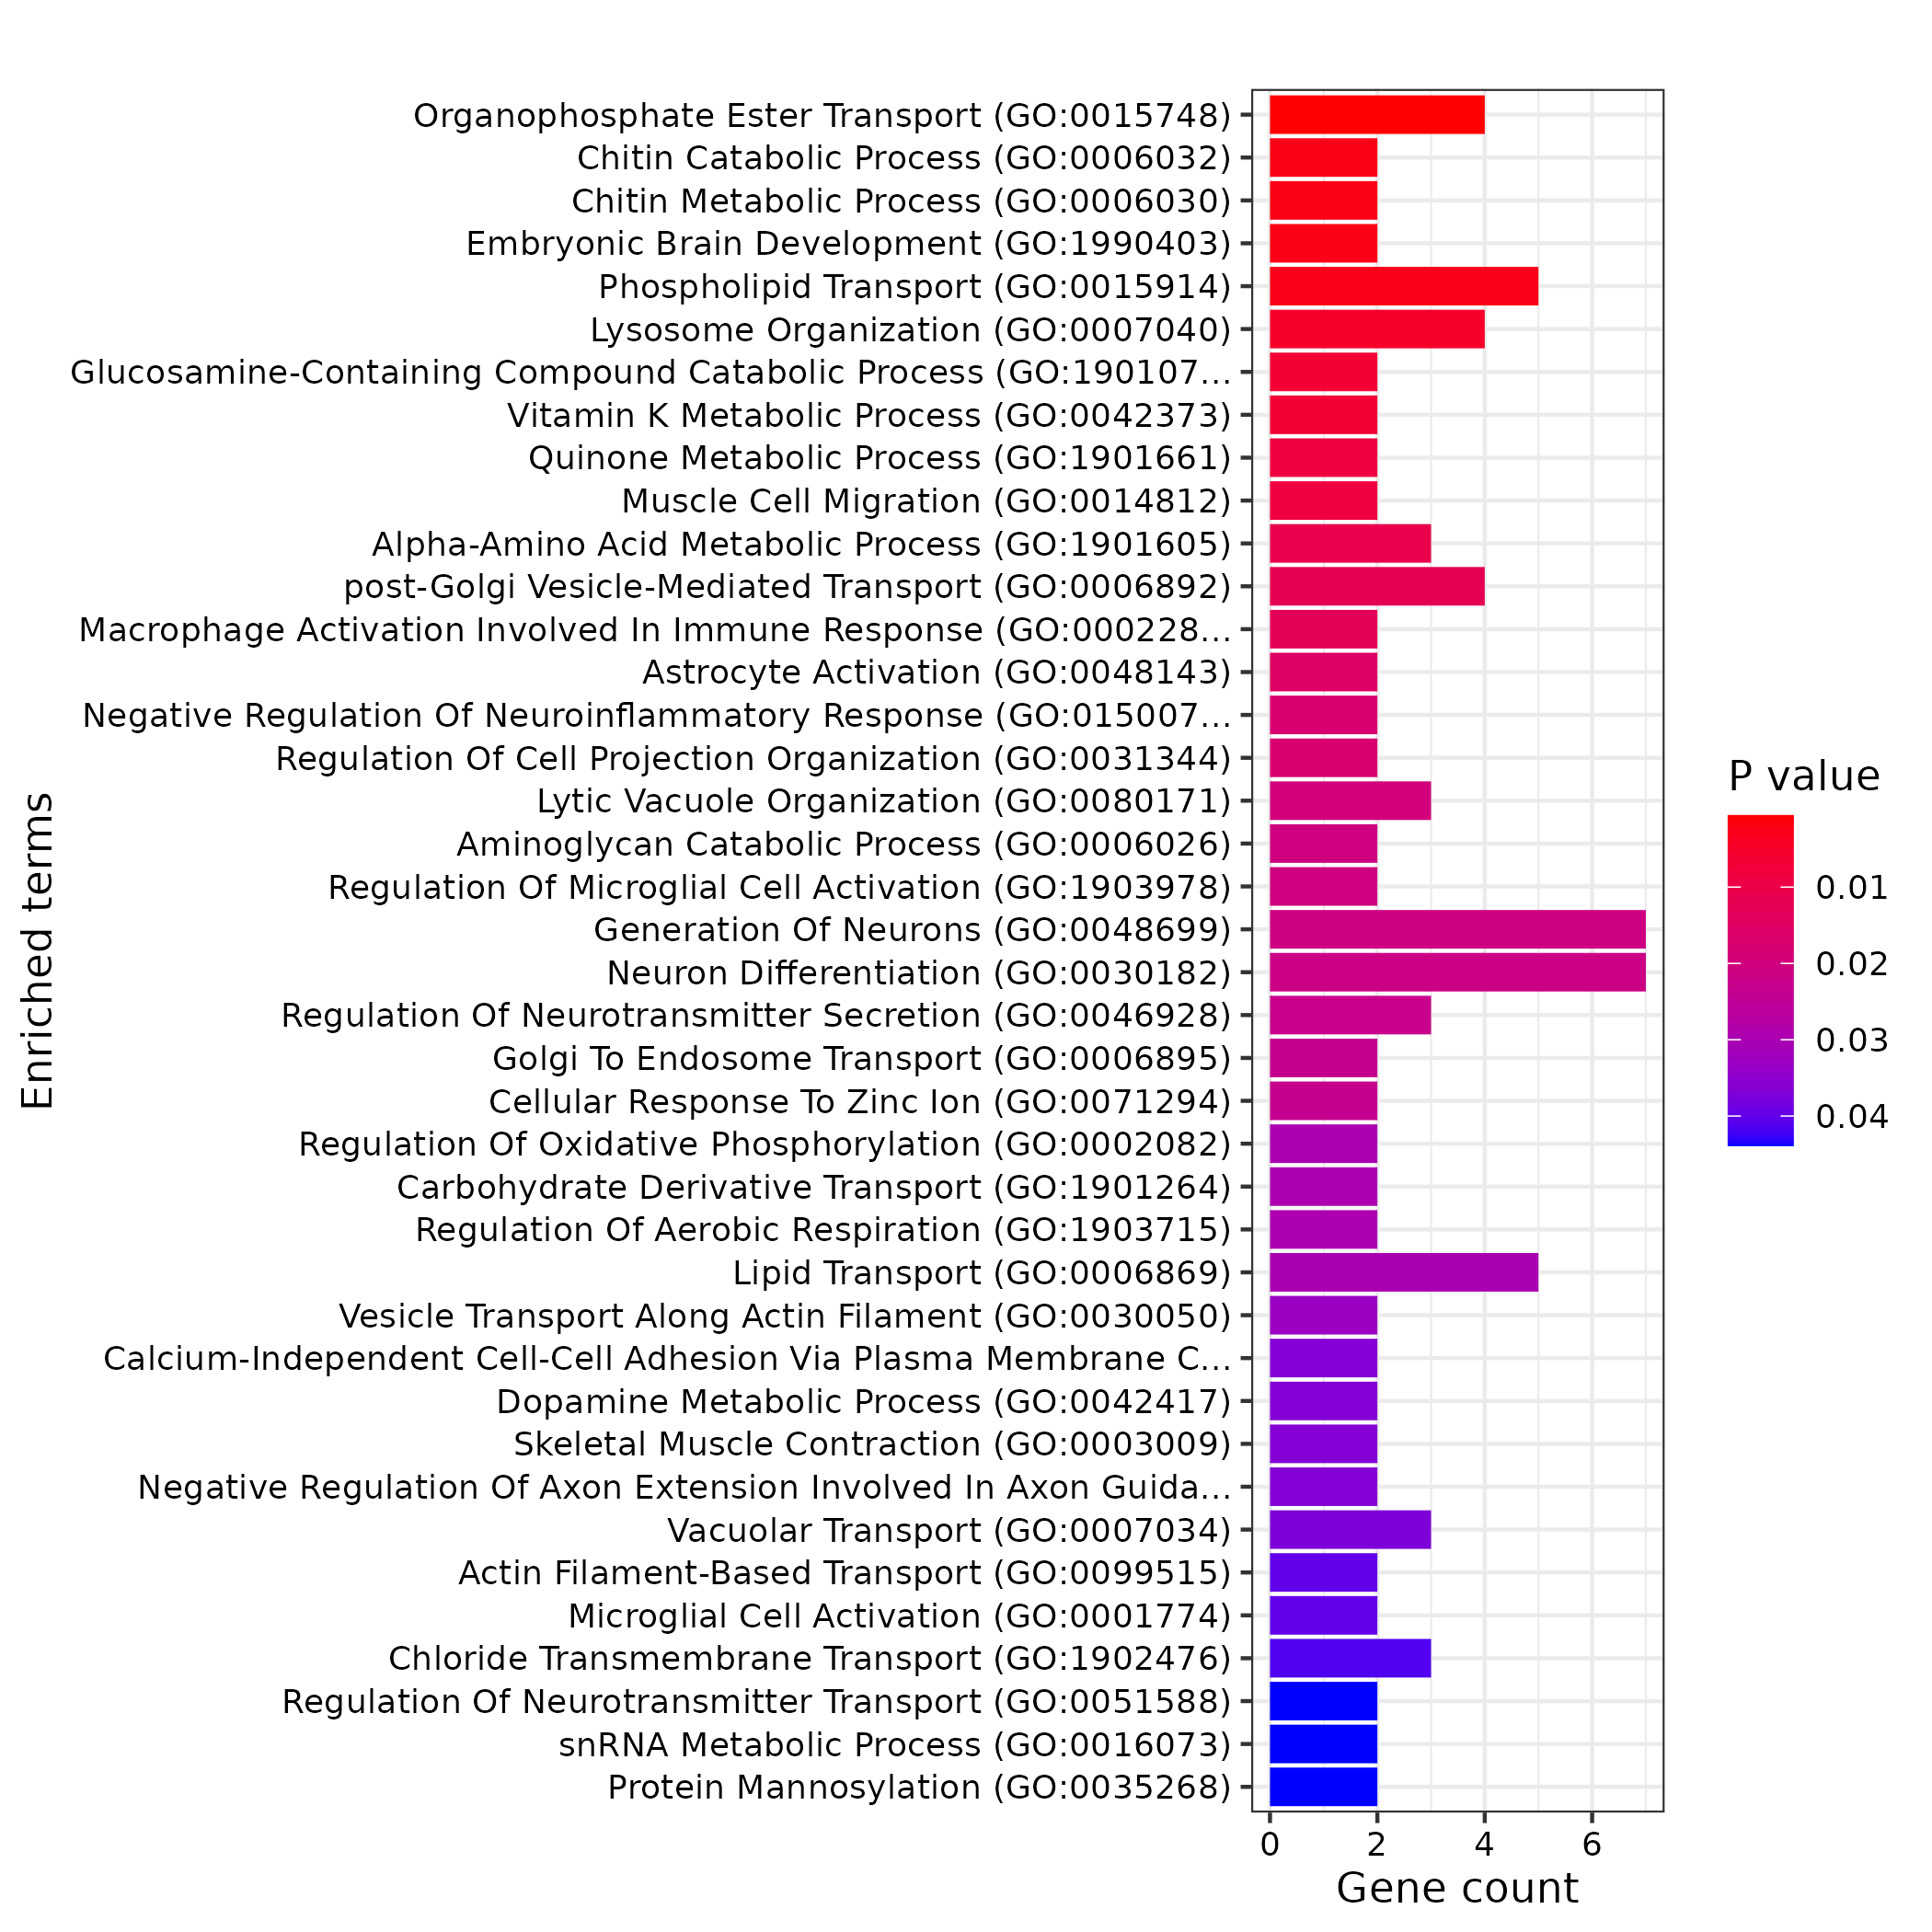 Organophosphate Ester Transport (GO:0015748)
Chitin Catabolic Process (GO:0006032)
Chitin Metabolic Process (GO:0006030)
Embryonic Brain Development (GO:1990403)
Phospholipid Transport (GO:0015914)
Lysosome Organization (GO:0007040)
Glucosamine-Containing Compound Catabolic Process (GO:190107...
Vitamin K Metabolic Process (GO:0042373)
Quinone Metabolic Process (GO:1901661)
Muscle Cell Migration (GO:0014812)
Alpha-Amino Acid Metabolic Process (GO:1901605)
post-Golgi Vesicle-Mediated Transport (GO:0006892)
Macrophage Activation Involved In Immune Response (GO:000228...
Astrocyte Activation (GO:0048143)
Negative Regulation Of Neuroinflammatory Response (GO:015007...
Regulation Of Cell Projection Organization (GO:0031344)
Lytic Vacuole Organization (GO:0080171)
Aminoglycan Catabolic Process (GO:0006026)
Regulation Of Microglial Cell Activation (GO:1903978)
Generation Of Neurons (GO:0048699)
Neuron Differentiation (GO:0030182)
Regulation Of Neurotransmitter Secretion (GO:0046928)
Golgi To Endosome Transport (GO:0006895)
Cellular Response To Zinc Ion (GO:0071294)
Regulation Of Oxidative Phosphorylation (GO:0002082)
Carbohydrate Derivative Transport (GO:1901264)
Regulation Of Aerobic Respiration (GO:1903715)
Lipid Transport (GO:0006869)
Vesicle Transport Along Actin Filament (GO:0030050)
Calcium-Independent Cell-Cell Adhesion Via Plasma Membrane C...
Dopamine Metabolic Process (GO:0042417)
Skeletal Muscle Contraction (GO:0003009)
Negative Regulation Of Axon Extension Involved In Axon Guida...
Vacuolar Transport (GO:0007034)
Actin Filament-Based Transport (GO:0099515)
Microglial Cell Activation (GO:0001774)
Chloride Transmembrane Transport (GO:1902476)
Regulation Of Neurotransmitter Transport (GO:0051588)
snRNA Metabolic Process (GO:0016073)
Protein Mannosylation (GO:0035268)
Enriched terms
0 2 4 6
Gene count
P value
0.01
0.02
0.03
0.04